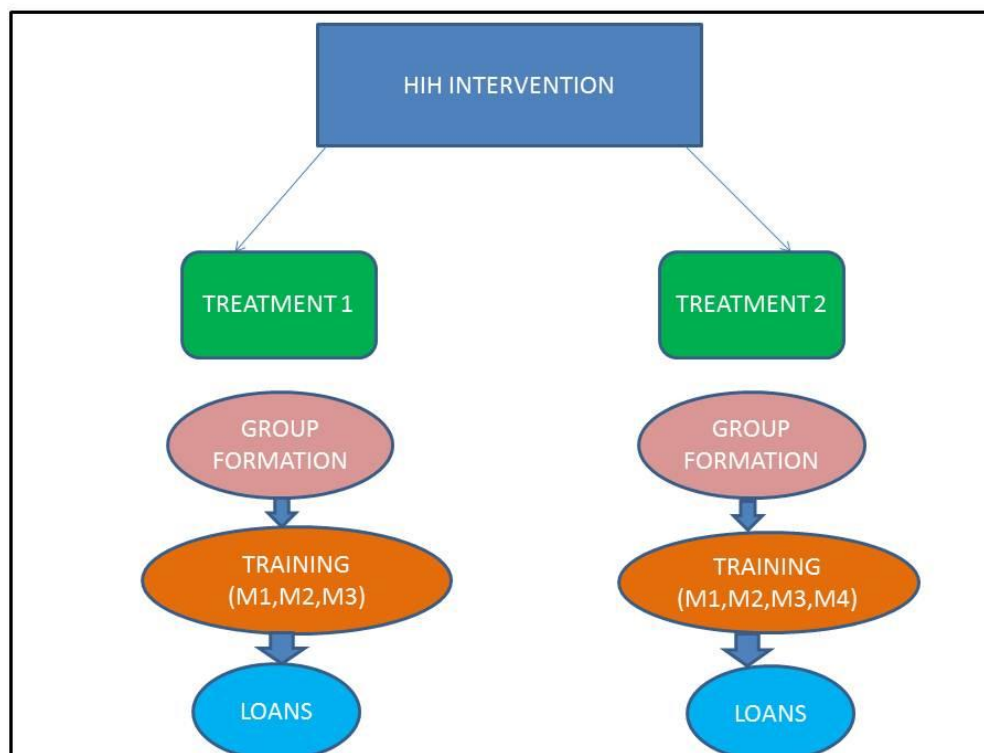 HIH INTERVENTION
TREATMENT 1
TREATMENT 2
GROUP
FORMATION
GROUP
FORMATION
TRAINING
(M1,M2,M3)
TRAINING
(M1,M2,M3,M4)
LOANS
LOANS